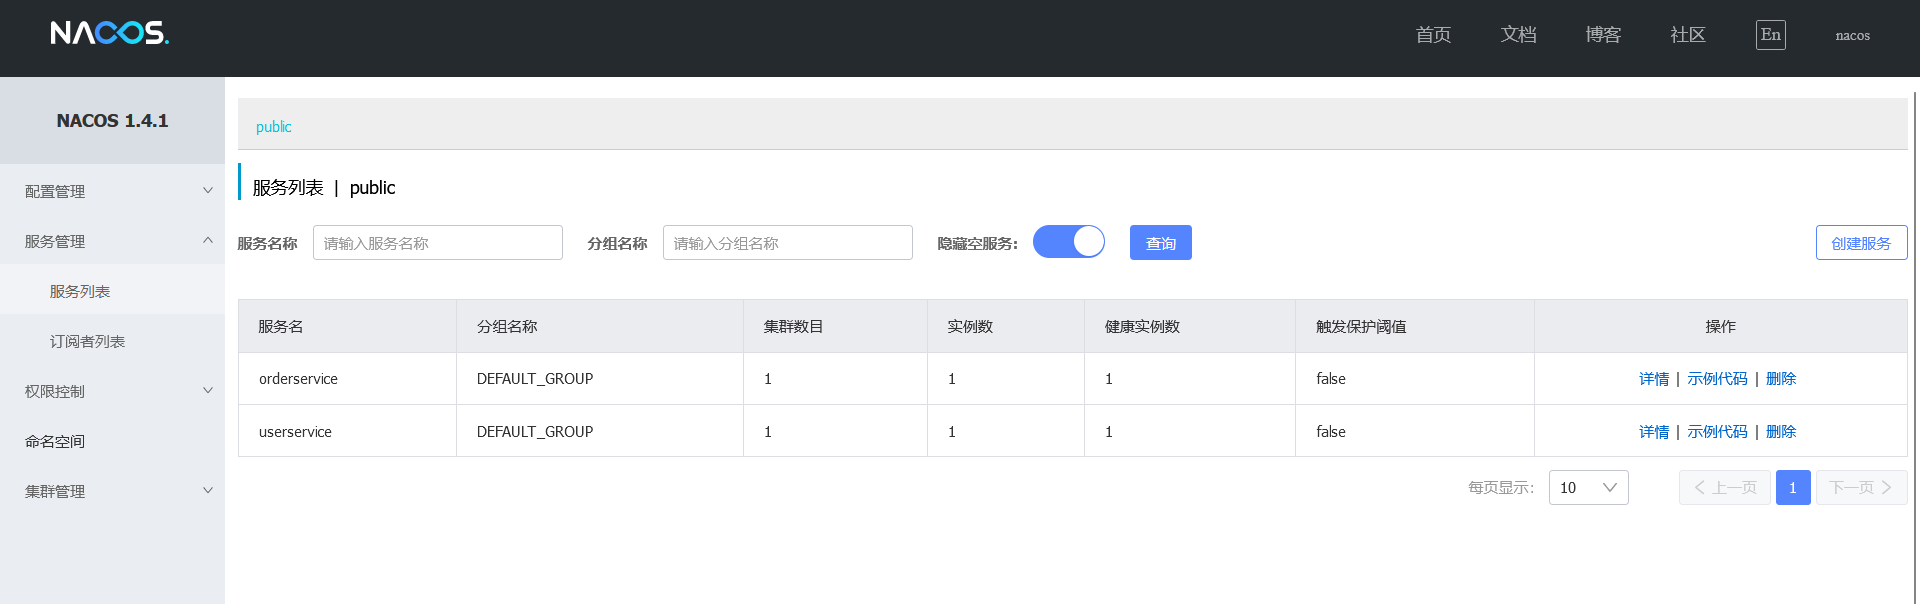 NACOS.
首页 文档 博客 社区 En nacos
NACOS 1.4.1
配置管理
服务管理
服务列表
订阅者列表
权限控制
命名空间
集群管理
public
服务列表 | public
服务名称 请输入服务名称 分组名称 请输入分组名称 隐藏空服务: 查询 创建服务
服务名 分组名称 集群数目 实例数 健康实例数 触发保护阈值 操作
orderservice DEFAULT_GROUP 1 1 1 false 详情 | 示例代码 | 删除
userservice DEFAULT_GROUP 1 1 1 false 详情 | 示例代码 | 删除
每页显示: 10 上一页 1 下一页